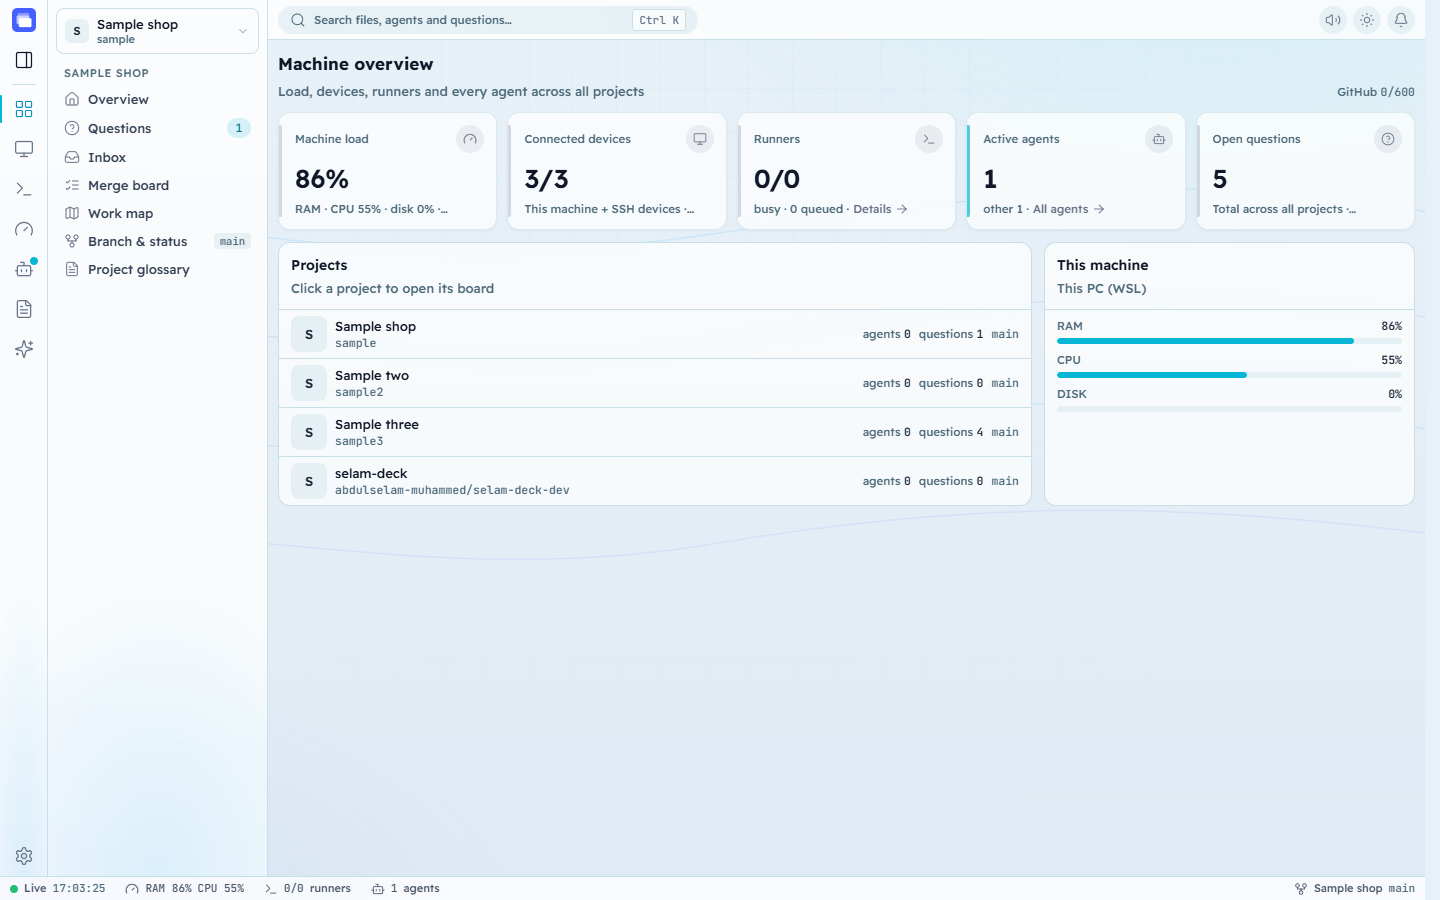 Sample shop
S
sample
Search files, agents and questions…
Ctrl K
SAMPLE SHOP
Overview
Questions 1
Inbox
Merge board
Work map
Branch & status main
Project glossary
Machine overview
Load, devices, runners and every agent across all projects
GitHub 0/600
Machine load
86%
RAM · CPU 55% · disk 0% ·…
Connected devices
3/3
This machine + SSH devices ·…
Runners
0/0
busy · 0 queued · Details →
Active agents
1
other 1 · All agents →
Open questions
5
Total across all projects ·…
Projects
Click a project to open its board
S
Sample shop
sample
agents 0 questions 1 main
S
Sample two
sample2
agents 0 questions 0 main
S
Sample three
sample3
agents 0 questions 4 main
S
selam-deck
abdulselam-muhammed/selam-deck-dev
agents 0 questions 0 main
This machine
This PC (WSL)
RAM 86%
CPU 55%
DISK 0%
Live 17:03:25
RAM 86% CPU 55%
0/0 runners
1 agents
Sample shop main